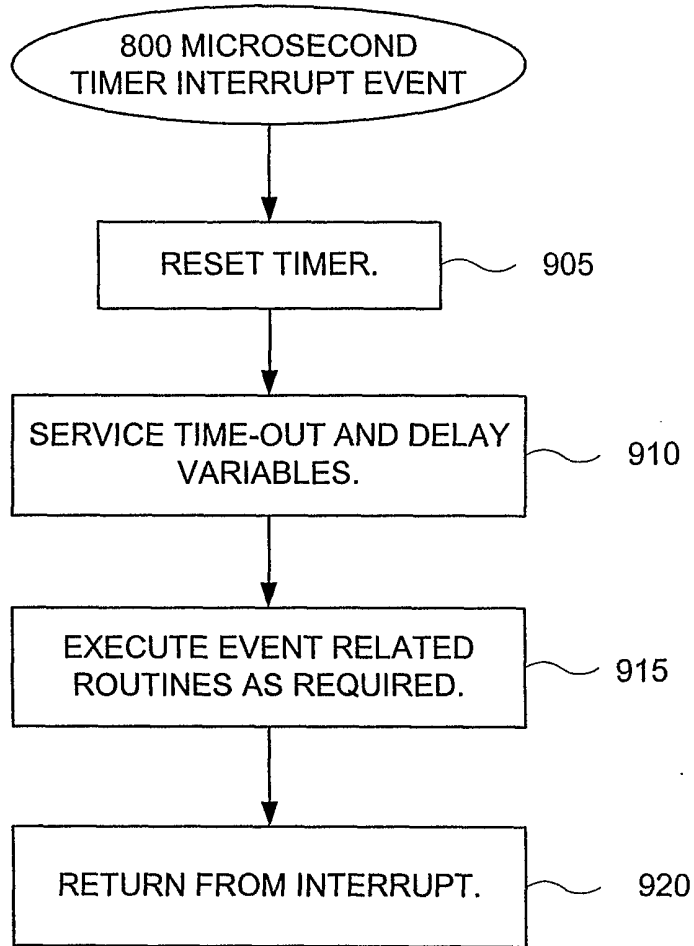 800 MICROSECOND
TIMER INTERRUPT EVENT
RESET TIMER.
905
SERVICE TIME-OUT AND DELAY
VARIABLES.
910
EXECUTE EVENT RELATED
ROUTINES AS REQUIRED.
915
RETURN FROM INTERRUPT.
920